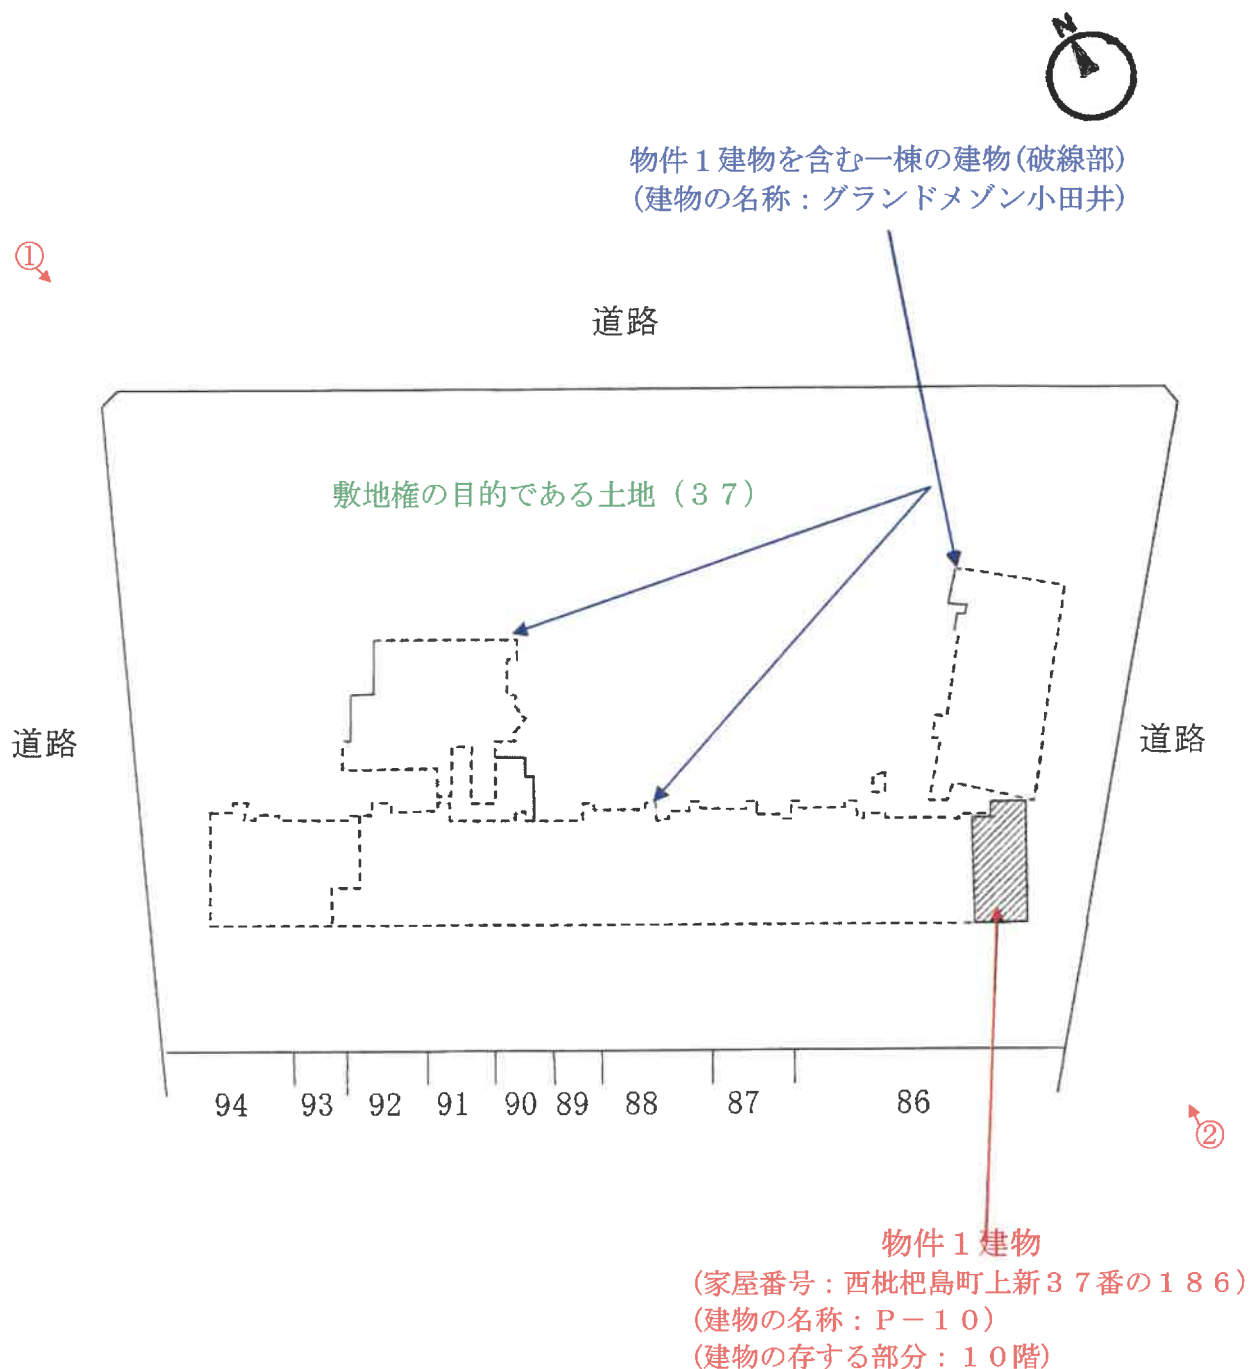 N
物件１建物を含む一棟の建物(破線部)
(建物の名称：グランドメゾン小田井)
①
道路
敷地権の目的である土地（３７）
道路
道路
94 93 92 91 90 89 88 87 86
②
物件１建物
(家屋番号：西枇杷島町上新３７番の１８６)
(建物の名称：Ｐ－１０)
(建物の存する部分：１０階)